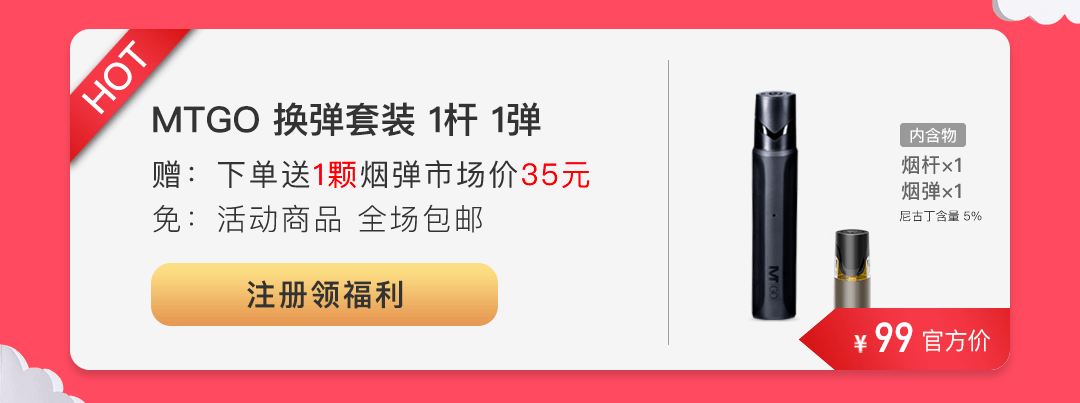 HOT
MTGO 换弹套装 1杆 1弹
赠：下单送1颗烟弹市场价35元
免：活动商品 全场包邮
注册领福利
内含物
烟杆×1
烟弹×1
尼古丁含量 5%
MTGO
¥ 99 官方价